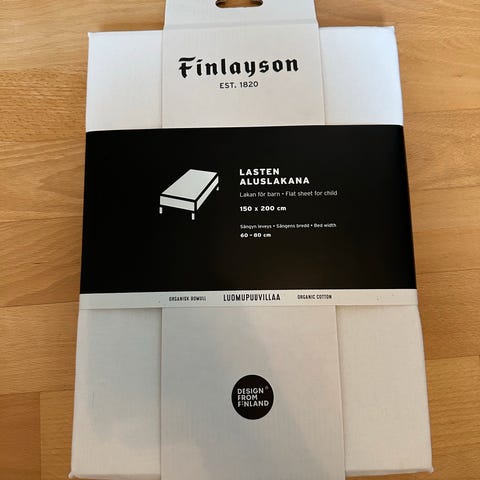 Finlayson
EST. 1820
LASTEN
ALUSLAKANA
Lakan för barn • Flat sheet for child
150 x 200 cm
Sängyn leveys • Sängens bredd • Bed width
60 - 80 cm
ORGANISK BOMULL LUOMUPUUVILLAA ORGANIC COTTON
DESIGN
FROM
FINLAND